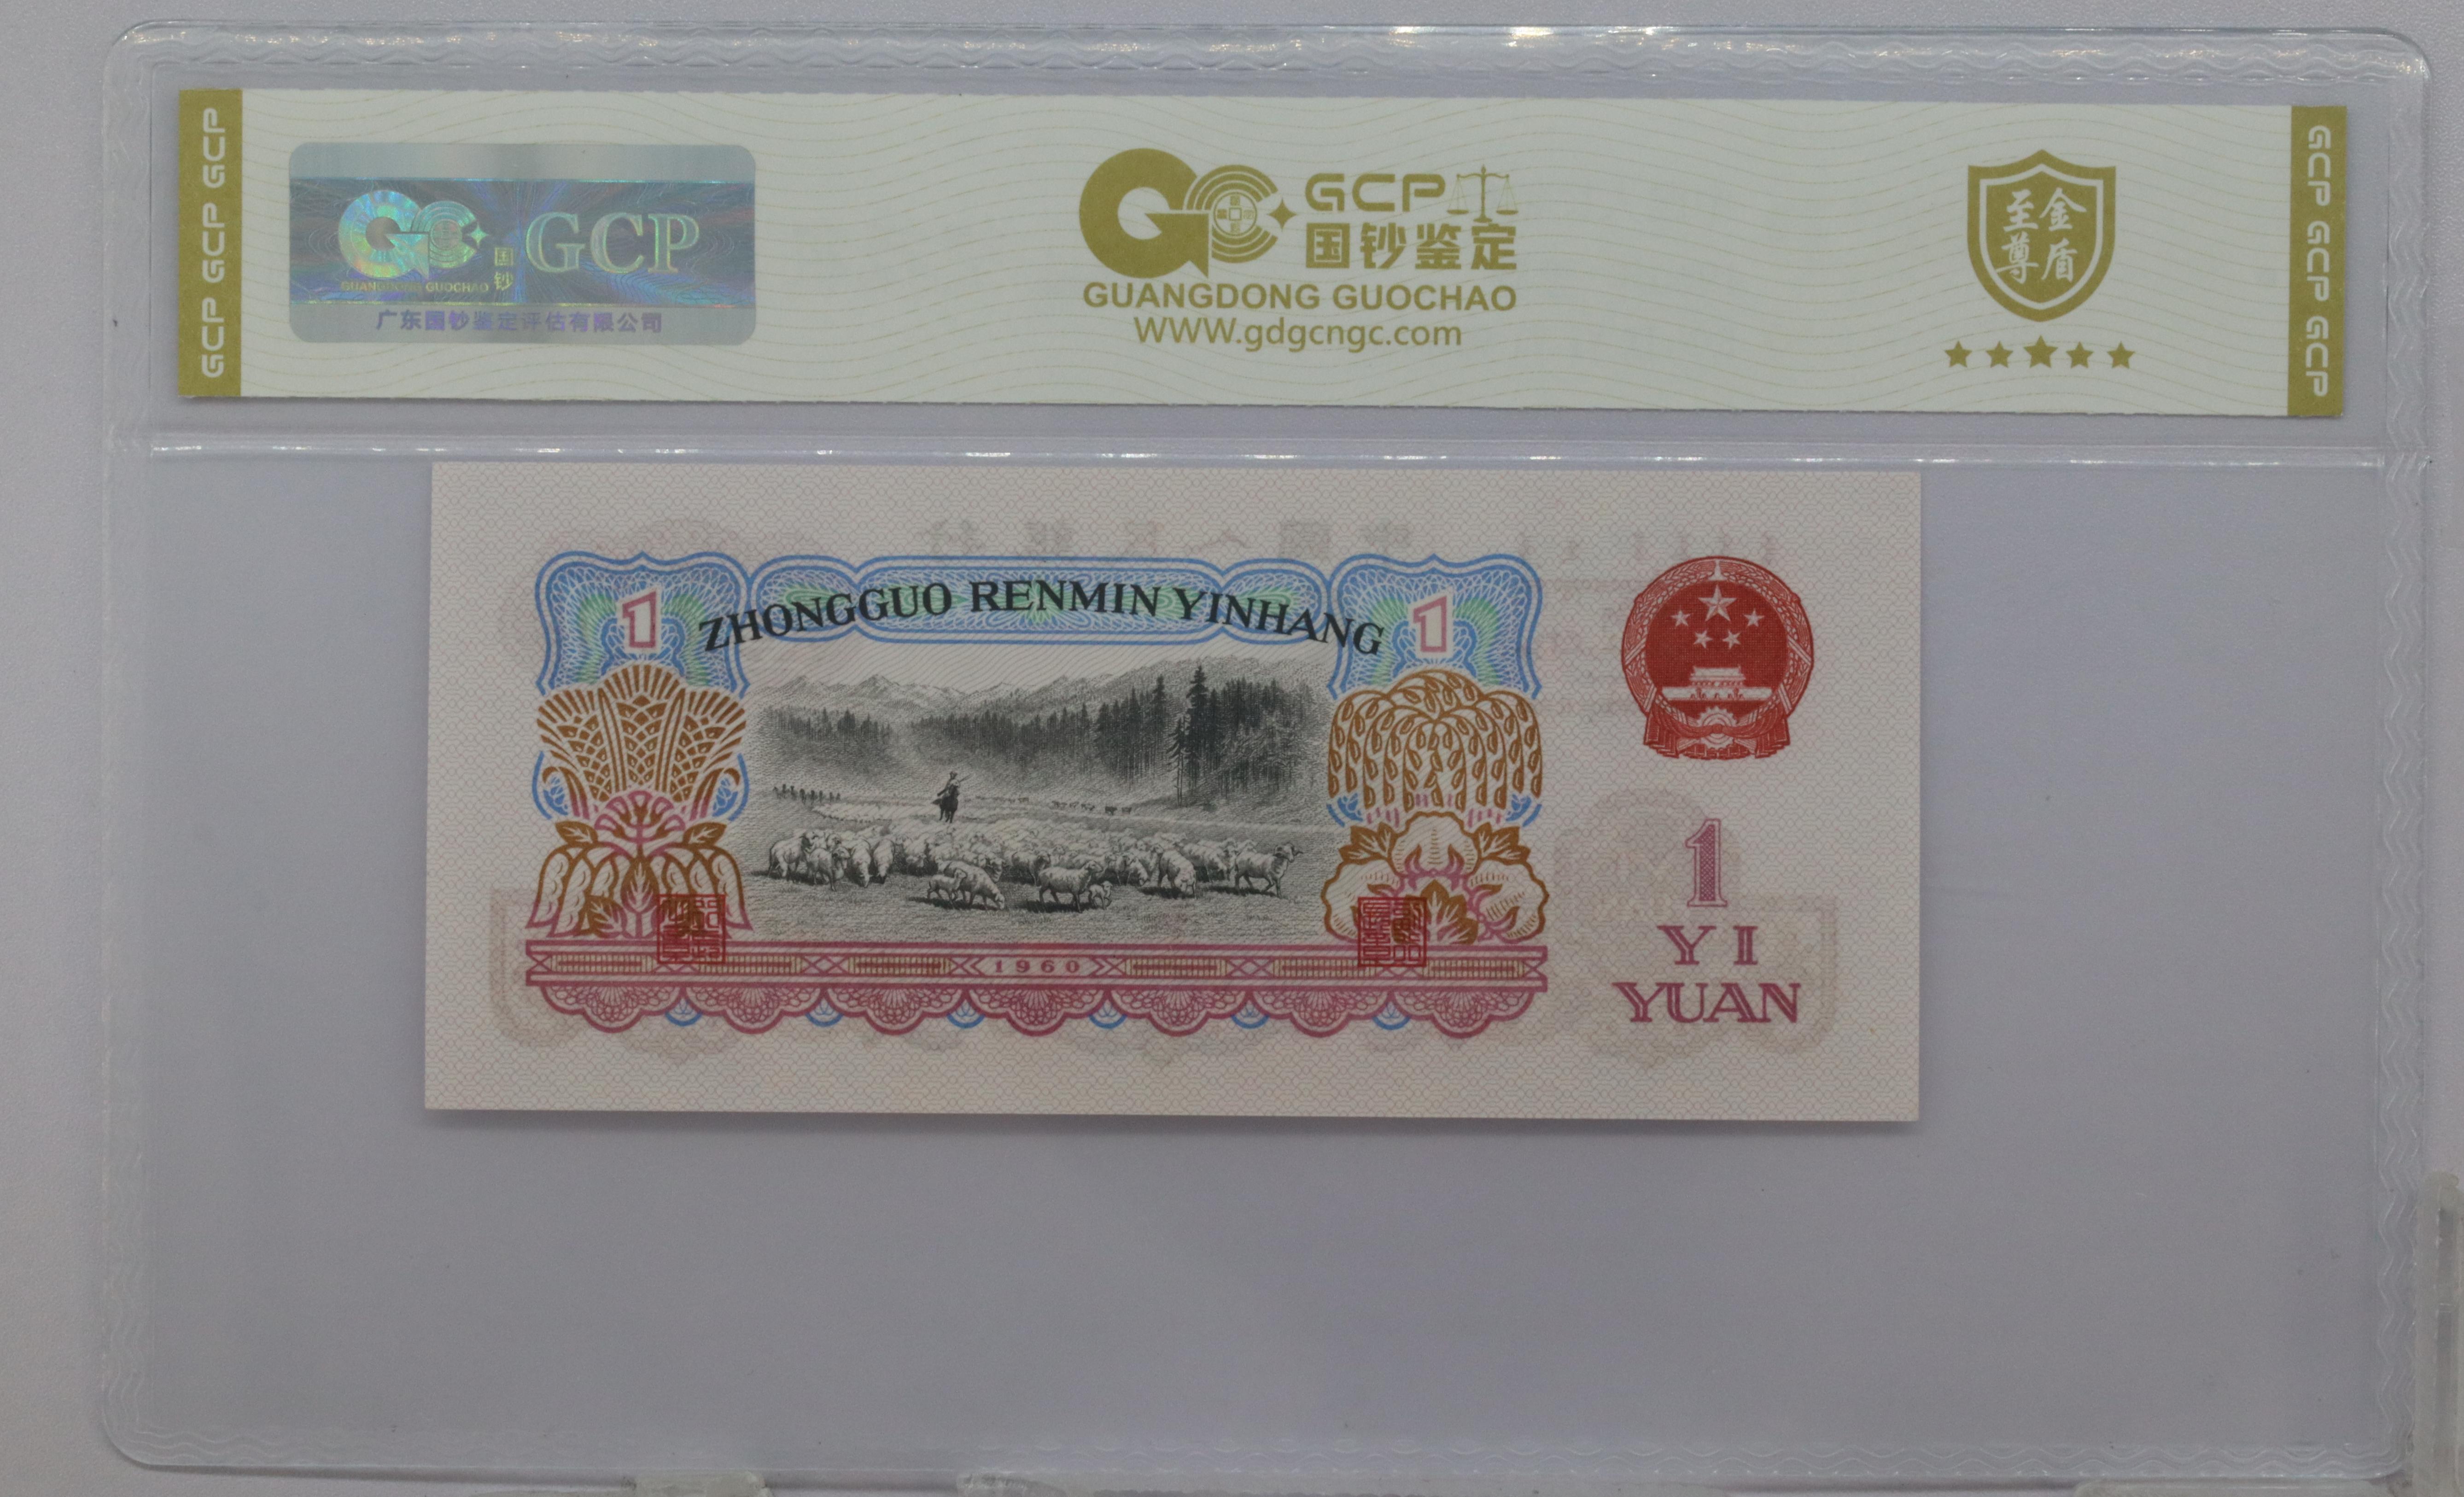 GCP GCP GCP
国钞
GCP
GUANGDONG GUOCHAO
广东国钞鉴定评估有限公司
GCP
国钞鉴定
GUANGDONG GUOCHAO
WWW.gdgcngc.com
至尊
金盾
GCP GCP GCP
1
ZHONGGUO RENMIN YINHANG
1
1960
1
YI
YUAN